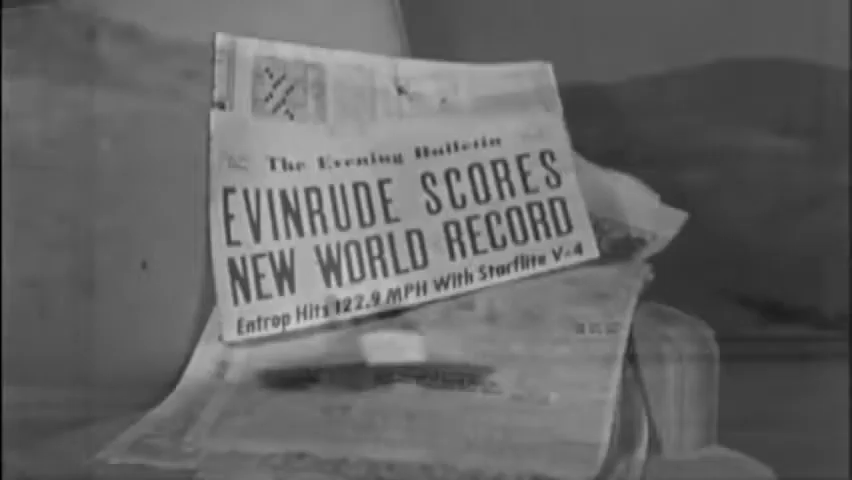 The Evening Bulletin
EVINRUDE SCORES
NEW WORLD RECORD
Entrop Hits 122.9 MPH With Starflite V-4